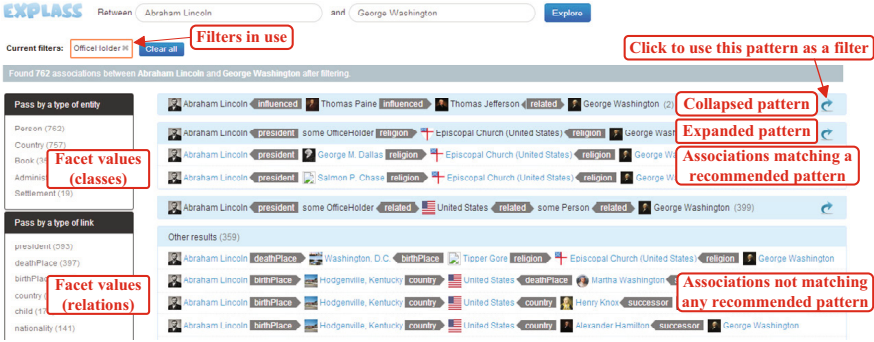 EXPLASS Between Abraham Lincoln and George Washington Explore
Filters in use
Current filters: OfficeHolder Clear all
Click to use this pattern as a filter
Found 762 associations between Abraham Lincoln and George Washington after filtering.
Pass by a type of entity
Person (762)
Country (757)
Book
Settlement (19)
Facet values
(classes)
Pass by a type of link
president (593)
deathPlace (397)
country
child
nationality (141)
Facet values
(relations)
Abraham Lincoln influenced Thomas Paine influenced Thomas Jefferson related George Washington (2)
Collapsed pattern
Abraham Lincoln president some OfficeHolder religion Episcopal Church (United States) religion George
Expanded pattern
Abraham Lincoln president George M. Dallas religion Episcopal Church (United States) religion George
Abraham Lincoln president Salmon P. Chase religion Episcopal Church (United States) religion George
Associations matching a
recommended pattern
Abraham Lincoln president some OfficeHolder related United States related some Person related George Washington (399)
Other results (359)
Abraham Lincoln deathPlace Washington, D.C. birthPlace Tipper Gore religion Episcopal Church (United States) religion George Washington
Abraham Lincoln birthPlace Hodgenville, Kentucky country United States deathPlace Martha Washington
Abraham Lincoln birthPlace Hodgenville, Kentucky country United States country Henry Knox successor
Associations not matching
any recommended pattern
Abraham Lincoln birthPlace Hodgenville, Kentucky country United States country Alexander Hamilton successor George Washington